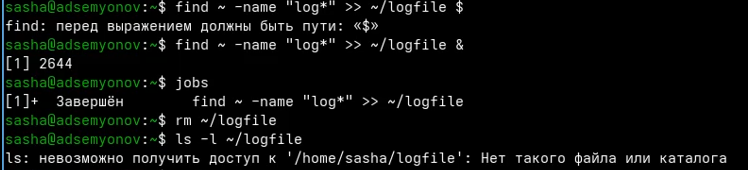 sasha@adsemyonov:~$ find ~ -name "log*" >> ~/logfile $
find: перед выражением должны быть пути: «$»
sasha@adsemyonov:~$ find ~ -name "log*" >> ~/logfile &
[1] 2644
sasha@adsemyonov:~$ jobs
[1]+  Завершён        find ~ -name "log*" >> ~/logfile
sasha@adsemyonov:~$ rm ~/logfile
sasha@adsemyonov:~$ ls -l ~/logfile
ls: невозможно получить доступ к '/home/sasha/logfile': Нет такого файла или каталога